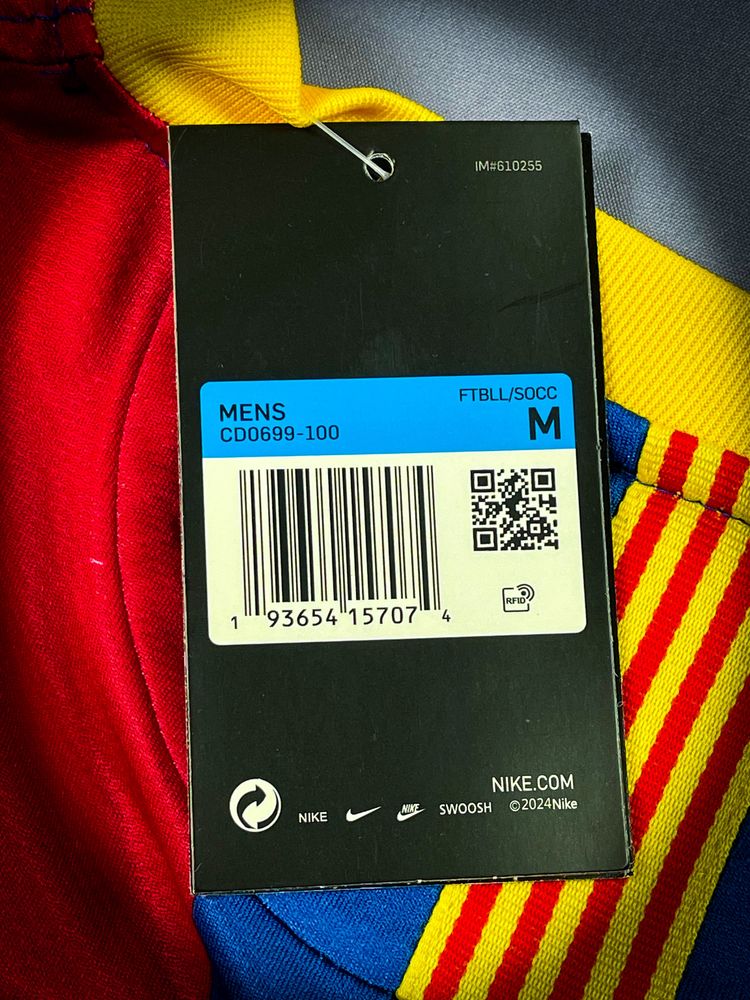 IM#610255
FTBLL/SOCC
MENS
M
CD0699-100
RFID
1 93654 15707 4
NIKE.COM
NIKE NIKE SWOOSH ©2024Nike